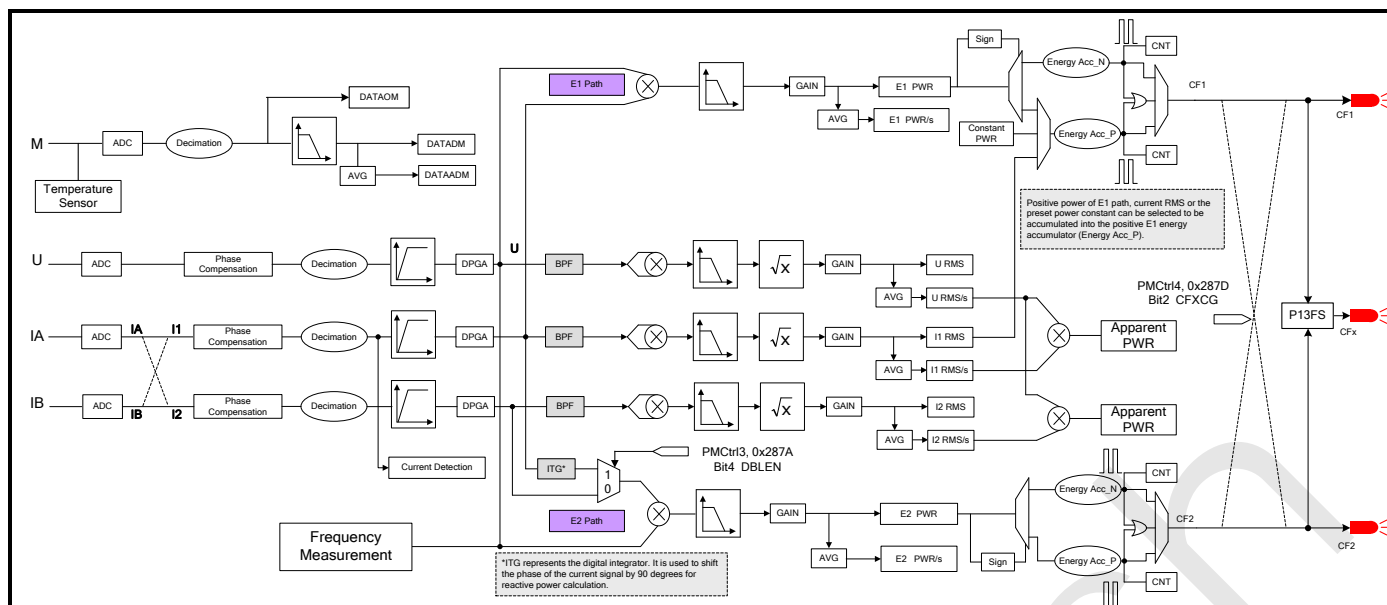 Sign
CNT
Energy Acc_N
E1 Path
GAIN
E1 PWR
CF1
DATAOM
AVG
E1 PWR/s
Constant
PWR
Energy Acc_P
CF1
M
ADC
Decimation
DATADM
AVG
DATAADM
CNT
Temperature
Sensor
Positive power of E1 path, current RMS or the
preset power constant can be selected to be
accumulated into the positive E1 energy
accumulator (Energy Acc_P).
U
U
ADC
Phase
Compensation
Decimation
DPGA
BPF
√x
GAIN
U RMS
AVG
U RMS/s
PMCtrl4, 0x287D
Bit2 CFXCG
P13FS
CFx
IA
ADC
IA
I1
Phase
Compensation
Decimation
DPGA
BPF
√x
GAIN
I1 RMS
AVG
I1 RMS/s
Apparent
PWR
IB
ADC
IB
I2
Phase
Compensation
Decimation
DPGA
BPF
√x
GAIN
I2 RMS
AVG
I2 RMS/s
Apparent
PWR
Current Detection
ITG*
1
0
PMCtrl3, 0x287A
Bit4 DBLEN
CNT
Energy Acc_N
E2 Path
GAIN
E2 PWR
CF2
CF2
Frequency
Measurement
*ITG represents the digital integrator. It is used to shift
the phase of the current signal by 90 degrees for
reactive power calculation.
AVG
E2 PWR/s
Sign
Energy Acc_P
CNT